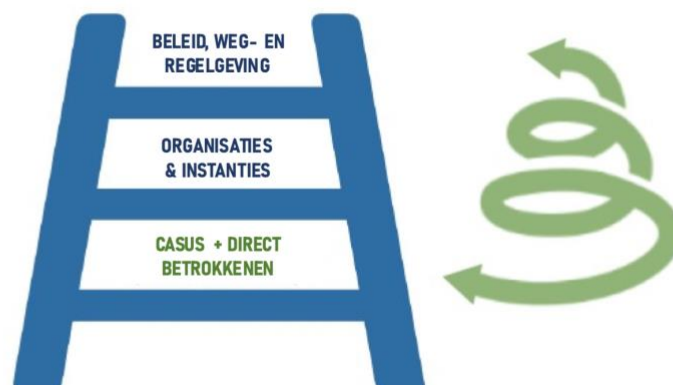 BELEID, WEG- EN
REGELGEVING
ORGANISATIES
& INSTANTIES
CASUS + DIRECT
BETROKKENEN